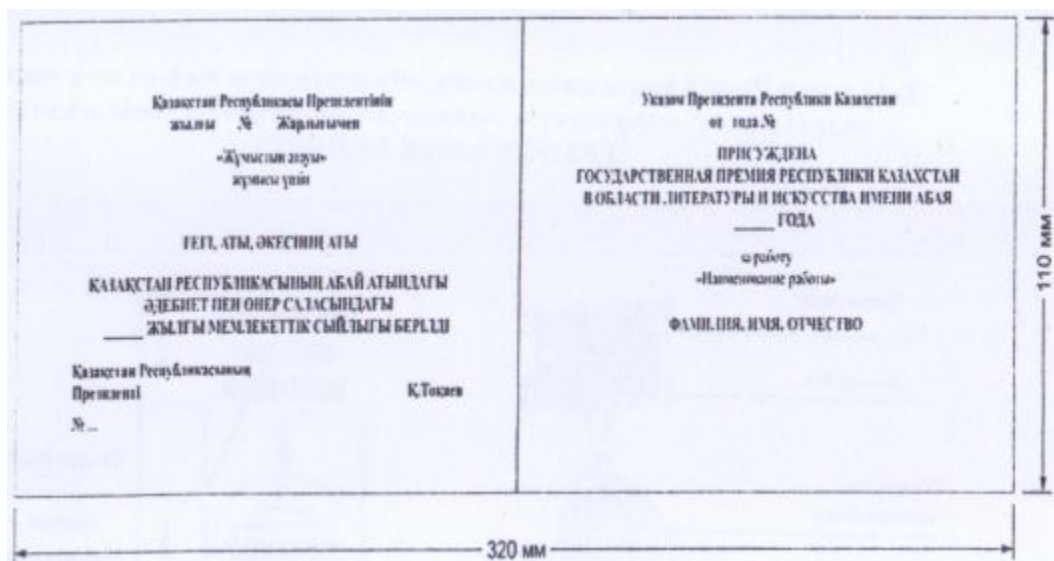 Қазақстан Республикасы Президентінің
жылғы № Жарлығымен
«Жұмыстың атауы»
жұмысы үшін
ТЕГІ, АТЫ, ӘКЕСІНІҢ АТЫ
ҚАЗАҚСТАН РЕСПУБЛИКАСЫНЫҢ АБАЙ АТЫНДАҒЫ
ӘДЕБИЕТ ПЕН ӨНЕР САЛАСЫНДАҒЫ
_____ ЖЫЛҒЫ МЕМЛЕКЕТТІК СЫЙЛЫҒЫ БЕРІЛДІ
Қазақстан Республикасының
Президенті Қ.Тоқаев
№ ...
Указом Президента Республики Казахстан
от года №
ПРИСУЖДЕНА
ГОСУДАРСТВЕННАЯ ПРЕМИЯ РЕСПУБЛИКИ КАЗАХСТАН
В ОБЛАСТИ ЛИТЕРАТУРЫ И ИСКУССТВА ИМЕНИ АБАЯ
_____ ГОДА
за работу
«Наименование работы»
ФАМИЛИЯ, ИМЯ, ОТЧЕСТВО
110 мм
320 мм